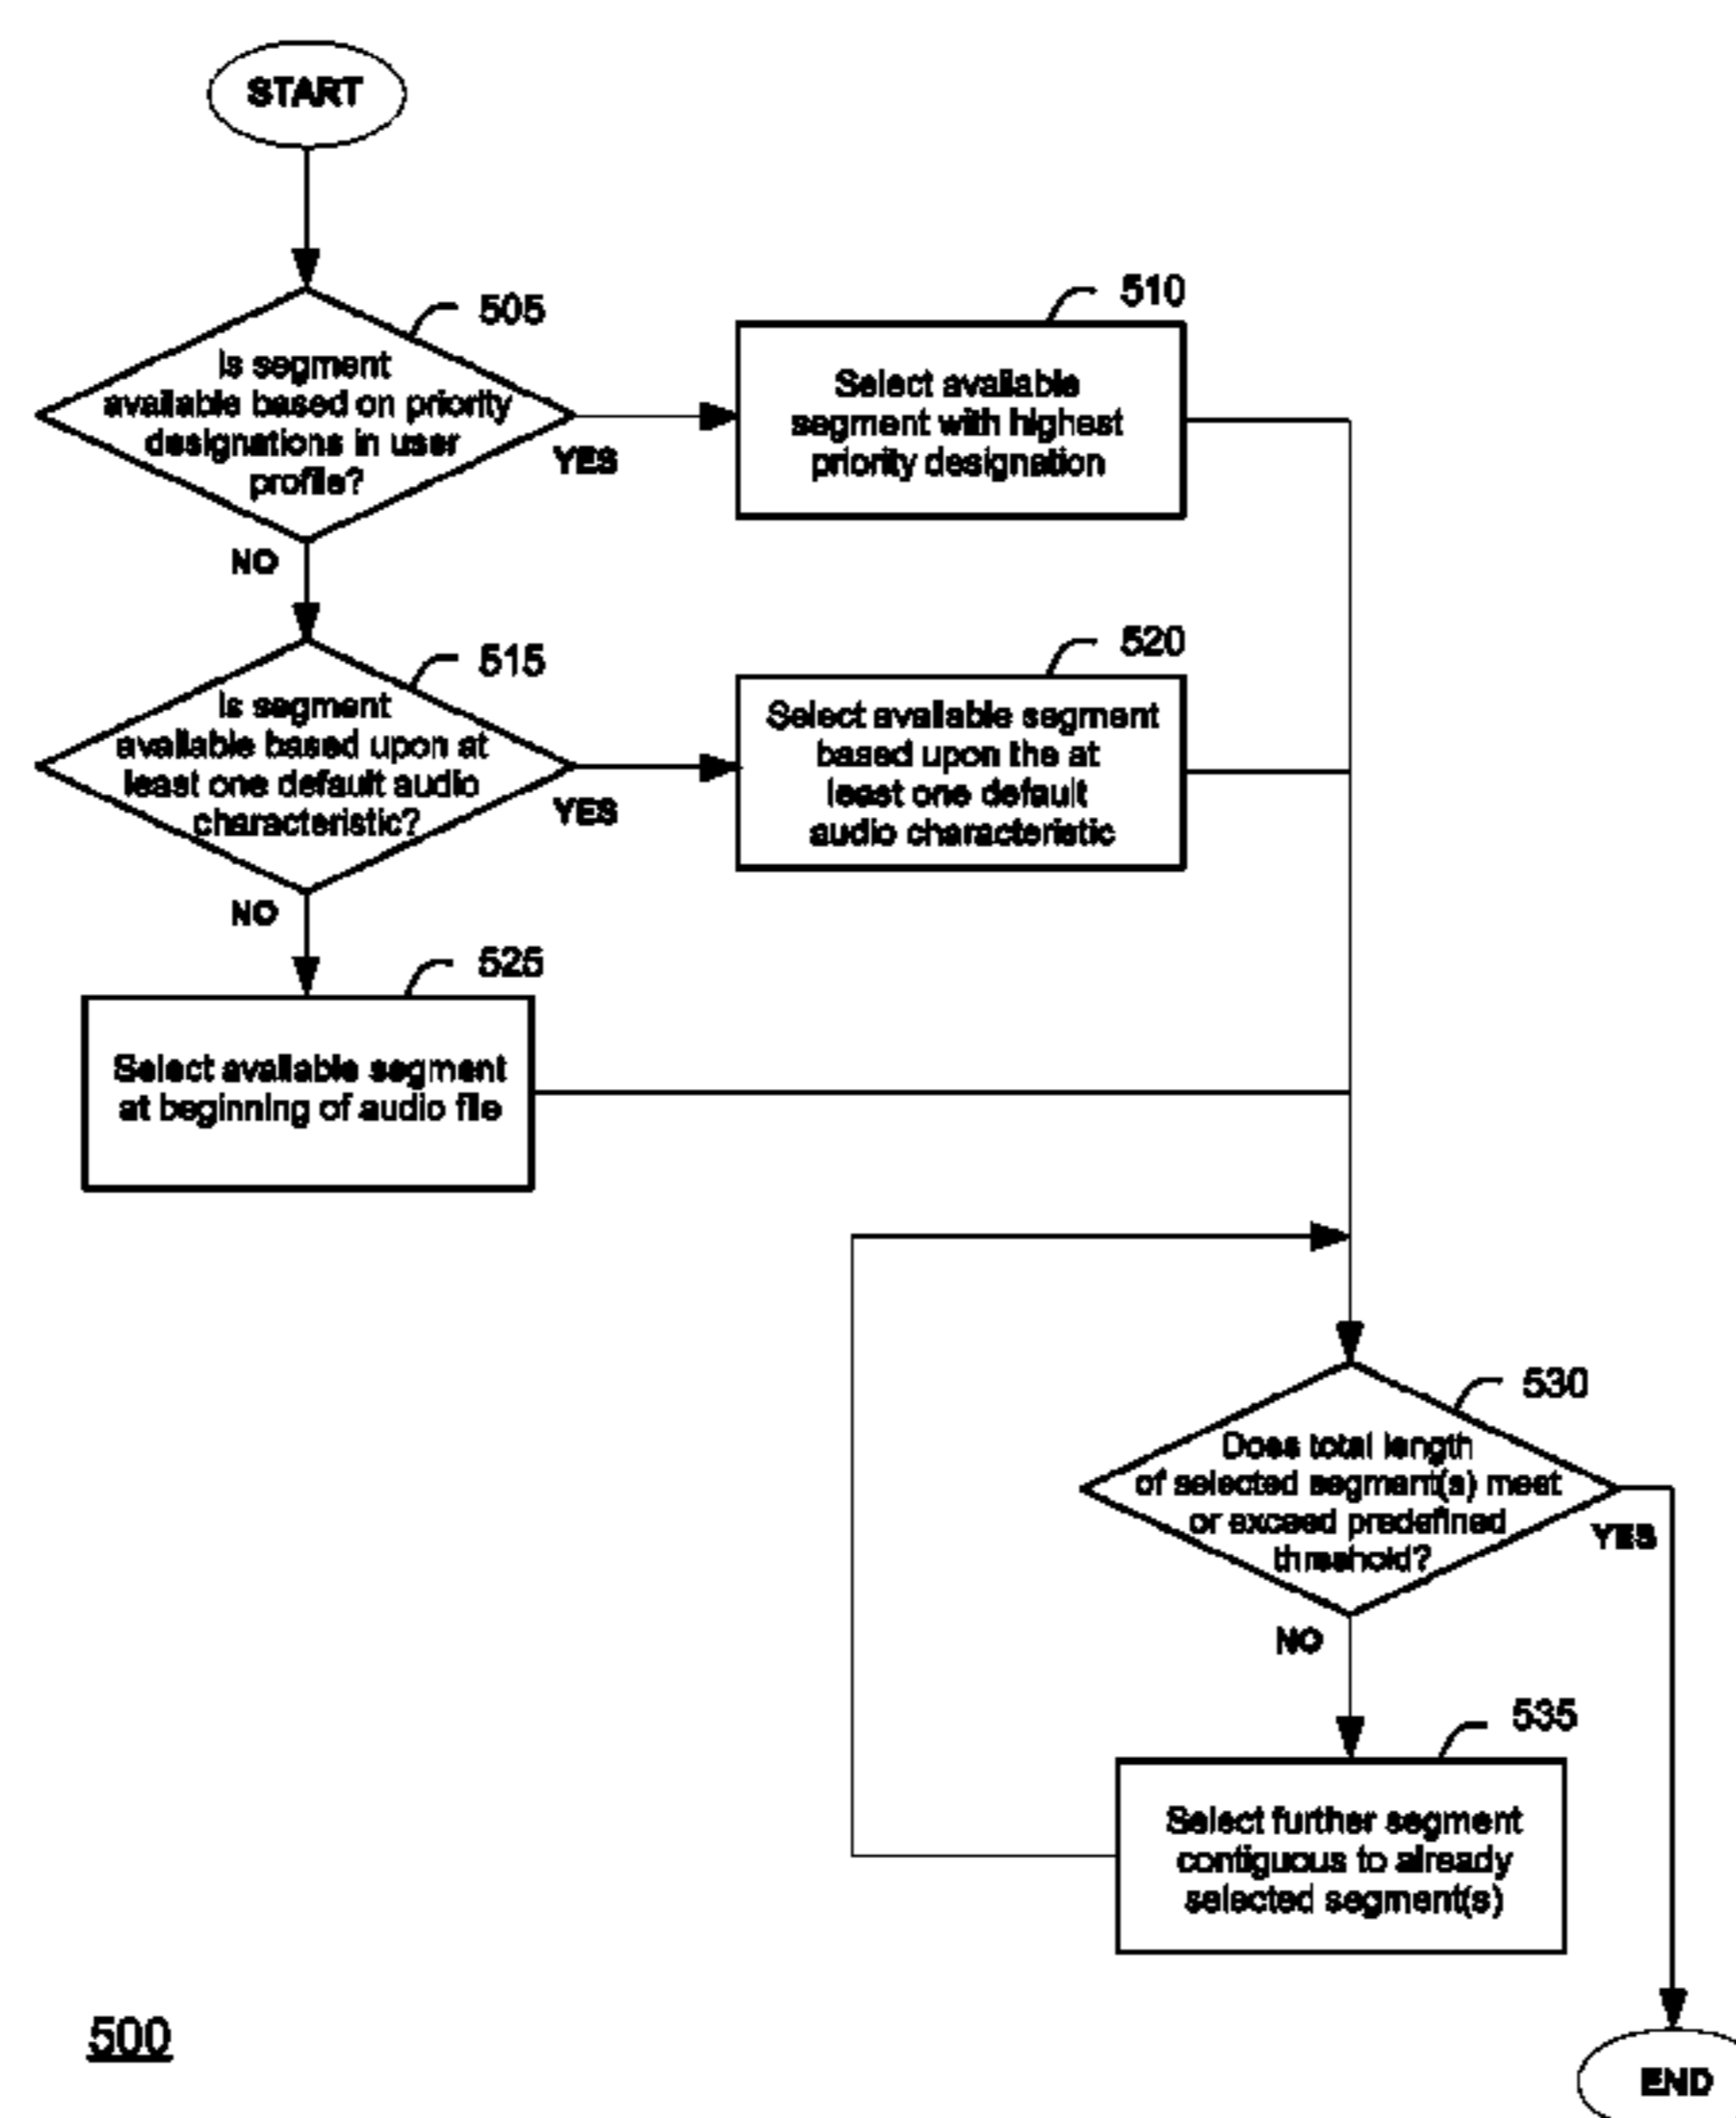 START
505
Is segment
available based on priority
designations in user
profile?
YES
NO
510
Select available
segment with highest
priority designation
515
Is segment
available based upon at
least one default audio
characteristic?
YES
NO
520
Select available segment
based upon the at
least one default
audio characteristic
525
Select available segment
at beginning of audio file
530
Does total length
of selected segment(s) meet
or exceed predefined
threshold?
YES
NO
535
Select further segment
contiguous to already
selected segment(s)
500
END